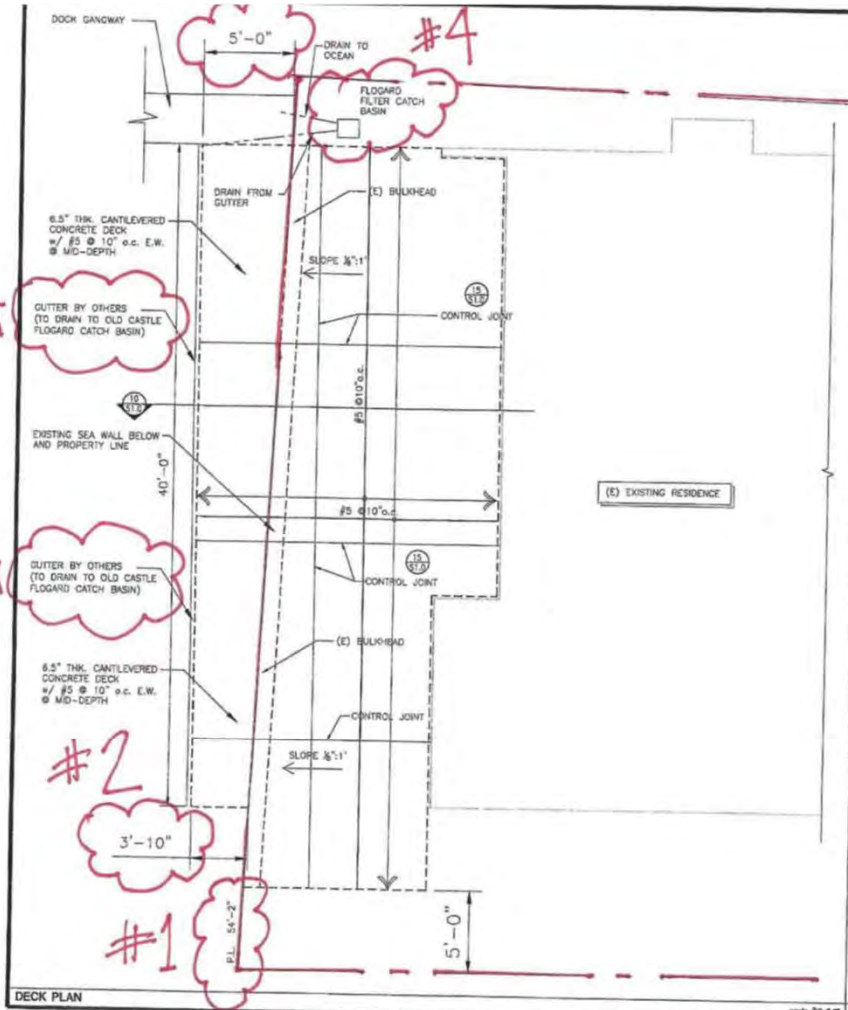 DOCK GANGWAY
5'-0"
#4
DRAIN TO
OCEAN
FLOGARD
FILTER CATCH
BASIN
DRAIN FROM
GUTTER
(E) BULKHEAD
6.5" THK. CANTILEVERED
CONCRETE DECK
w/ #5 @ 10" o.c. E.W.
@ MID-DEPTH
SLOPE ⅛":1'
15
S1.0
CONTROL JOINT
GUTTER BY OTHERS
(TO DRAIN TO OLD CASTLE
FLOGARD CATCH BASIN)
#5 @10"o.c.
10
S1.0
EXISTING SEA WALL BELOW
AND PROPERTY LINE
40'-0"
(E) EXISTING RESIDENCE
#5 @10"o.c.
15
S1.0
GUTTER BY OTHERS
(TO DRAIN TO OLD CASTLE
FLOGARD CATCH BASIN)
CONTROL JOINT
(E) BULKHEAD
6.5" THK. CANTILEVERED
CONCRETE DECK
w/ #5 @ 10" o.c. E.W.
@ MID-DEPTH
CONTROL JOINT
SLOPE ⅛":1'
#2
3'-10"
#1
P.L. 54'-2"
5'-0"
DECK PLAN